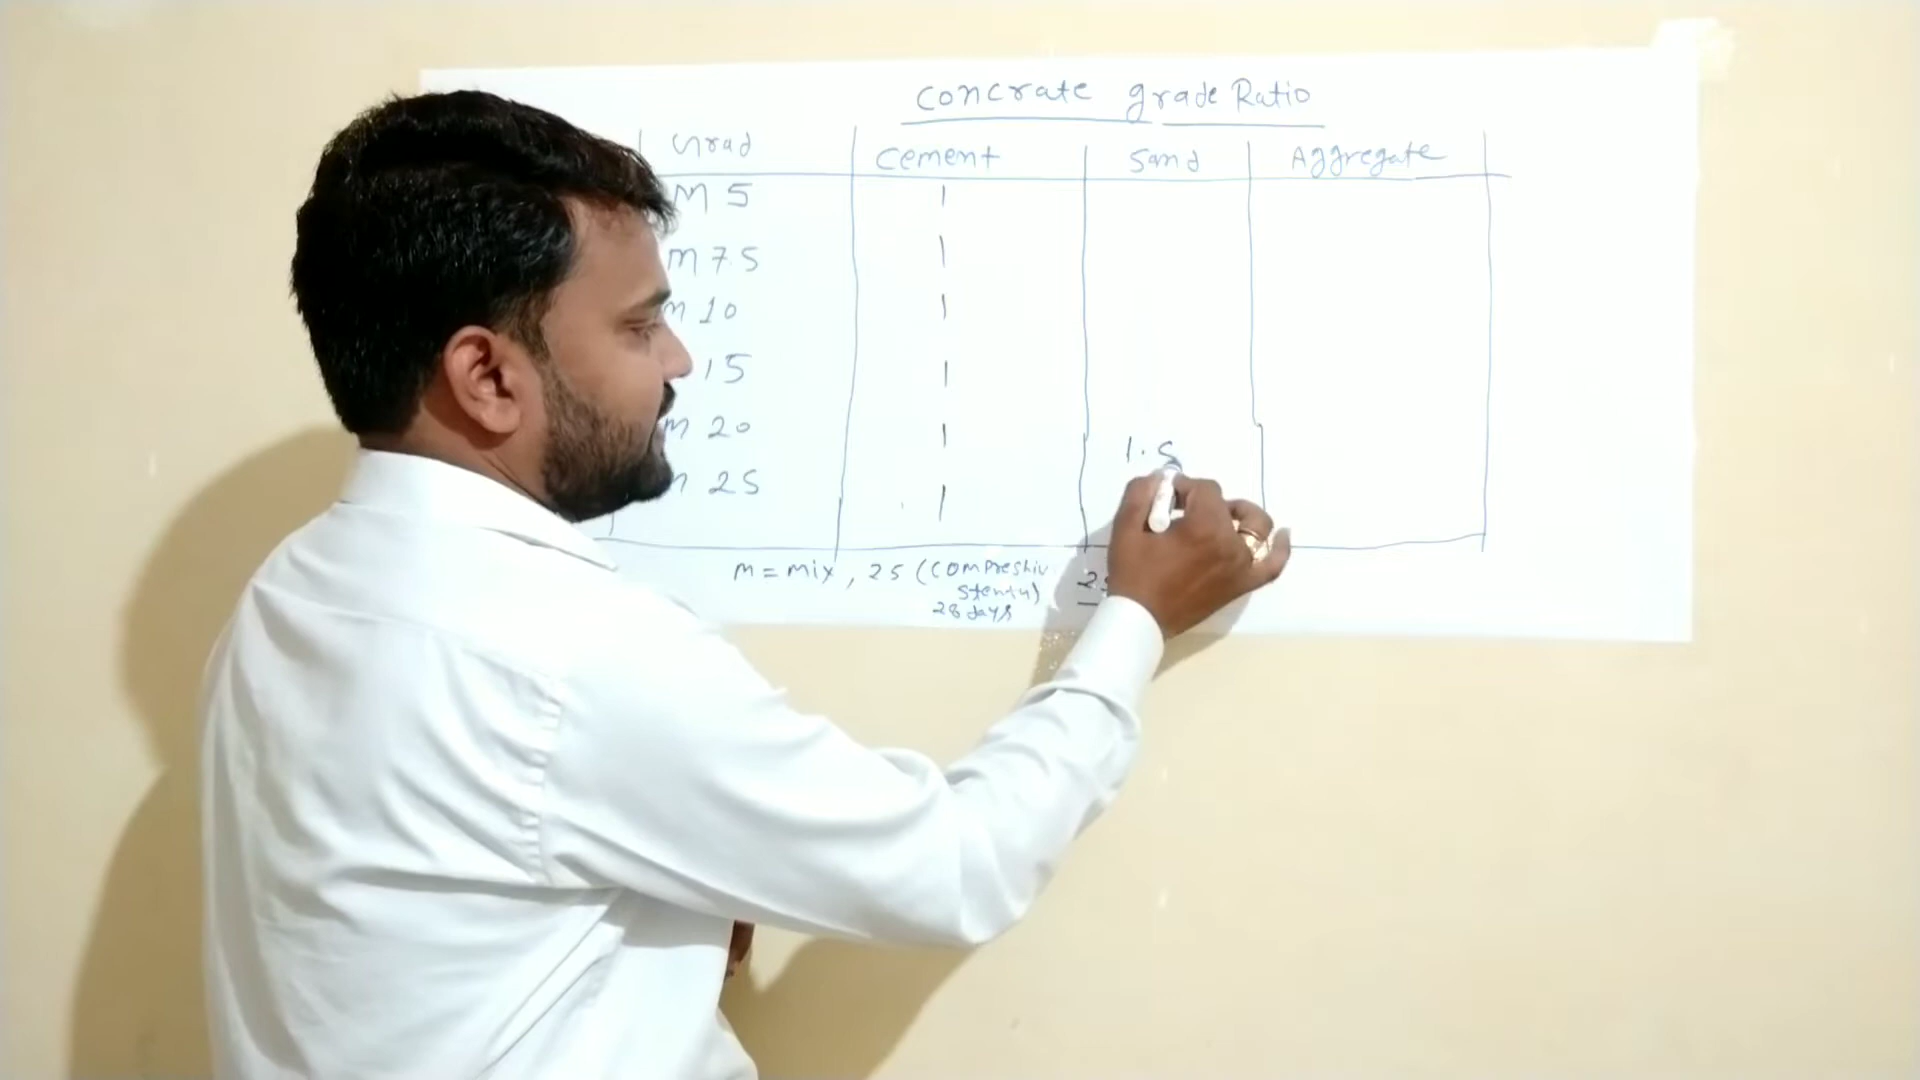 concrate grade Ratio
Grad cement Sand Aggregate
M 5 1
M 7.5 1
M 10 1
15 1
M 20 1 1.5
M 25 1
M = Mix, 25 (compreshiv
28 days